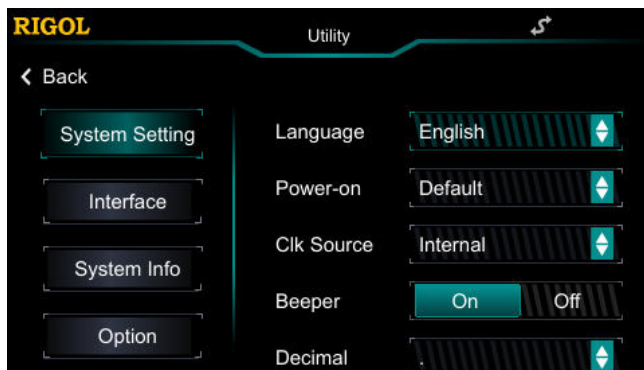 RIGOL
Utility
Back
System Setting
Interface
System Info
Option
Language English
Power-on Default
Clk Source Internal
Beeper On Off
Decimal .